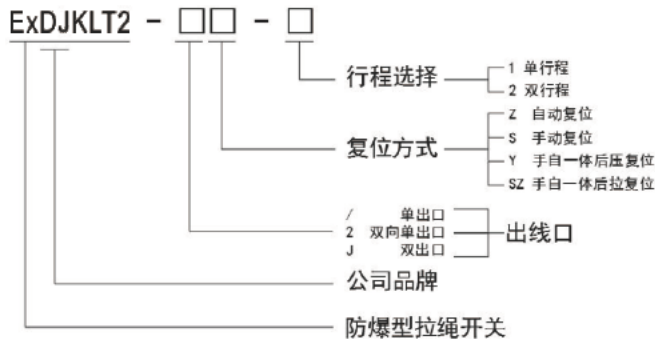 ExDJKLT2 - □□ - □
行程选择
1 单行程
2 双行程
复位方式
Z 自动复位
S 手动复位
Y 手自一体后压复位
SZ 手自一体后拉复位
/ 单出口
2 双向单出口
J 双出口
出线口
公司品牌
防爆型拉绳开关